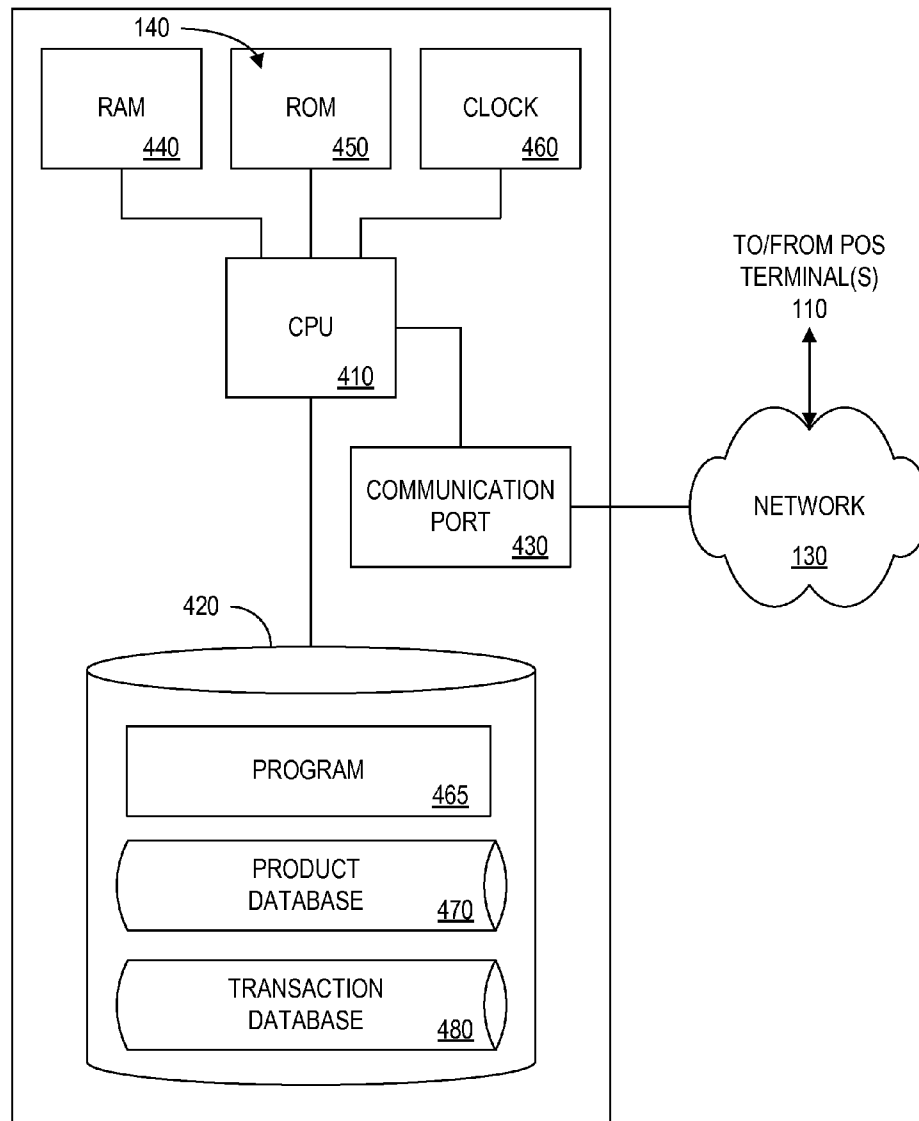 140
RAM
440
ROM
450
CLOCK
460
CPU
410
TO/FROM POS
TERMINAL(S)
110
COMMUNICATION
PORT
430
NETWORK
130
420
PROGRAM
465
PRODUCT
DATABASE
470
TRANSACTION
DATABASE
480